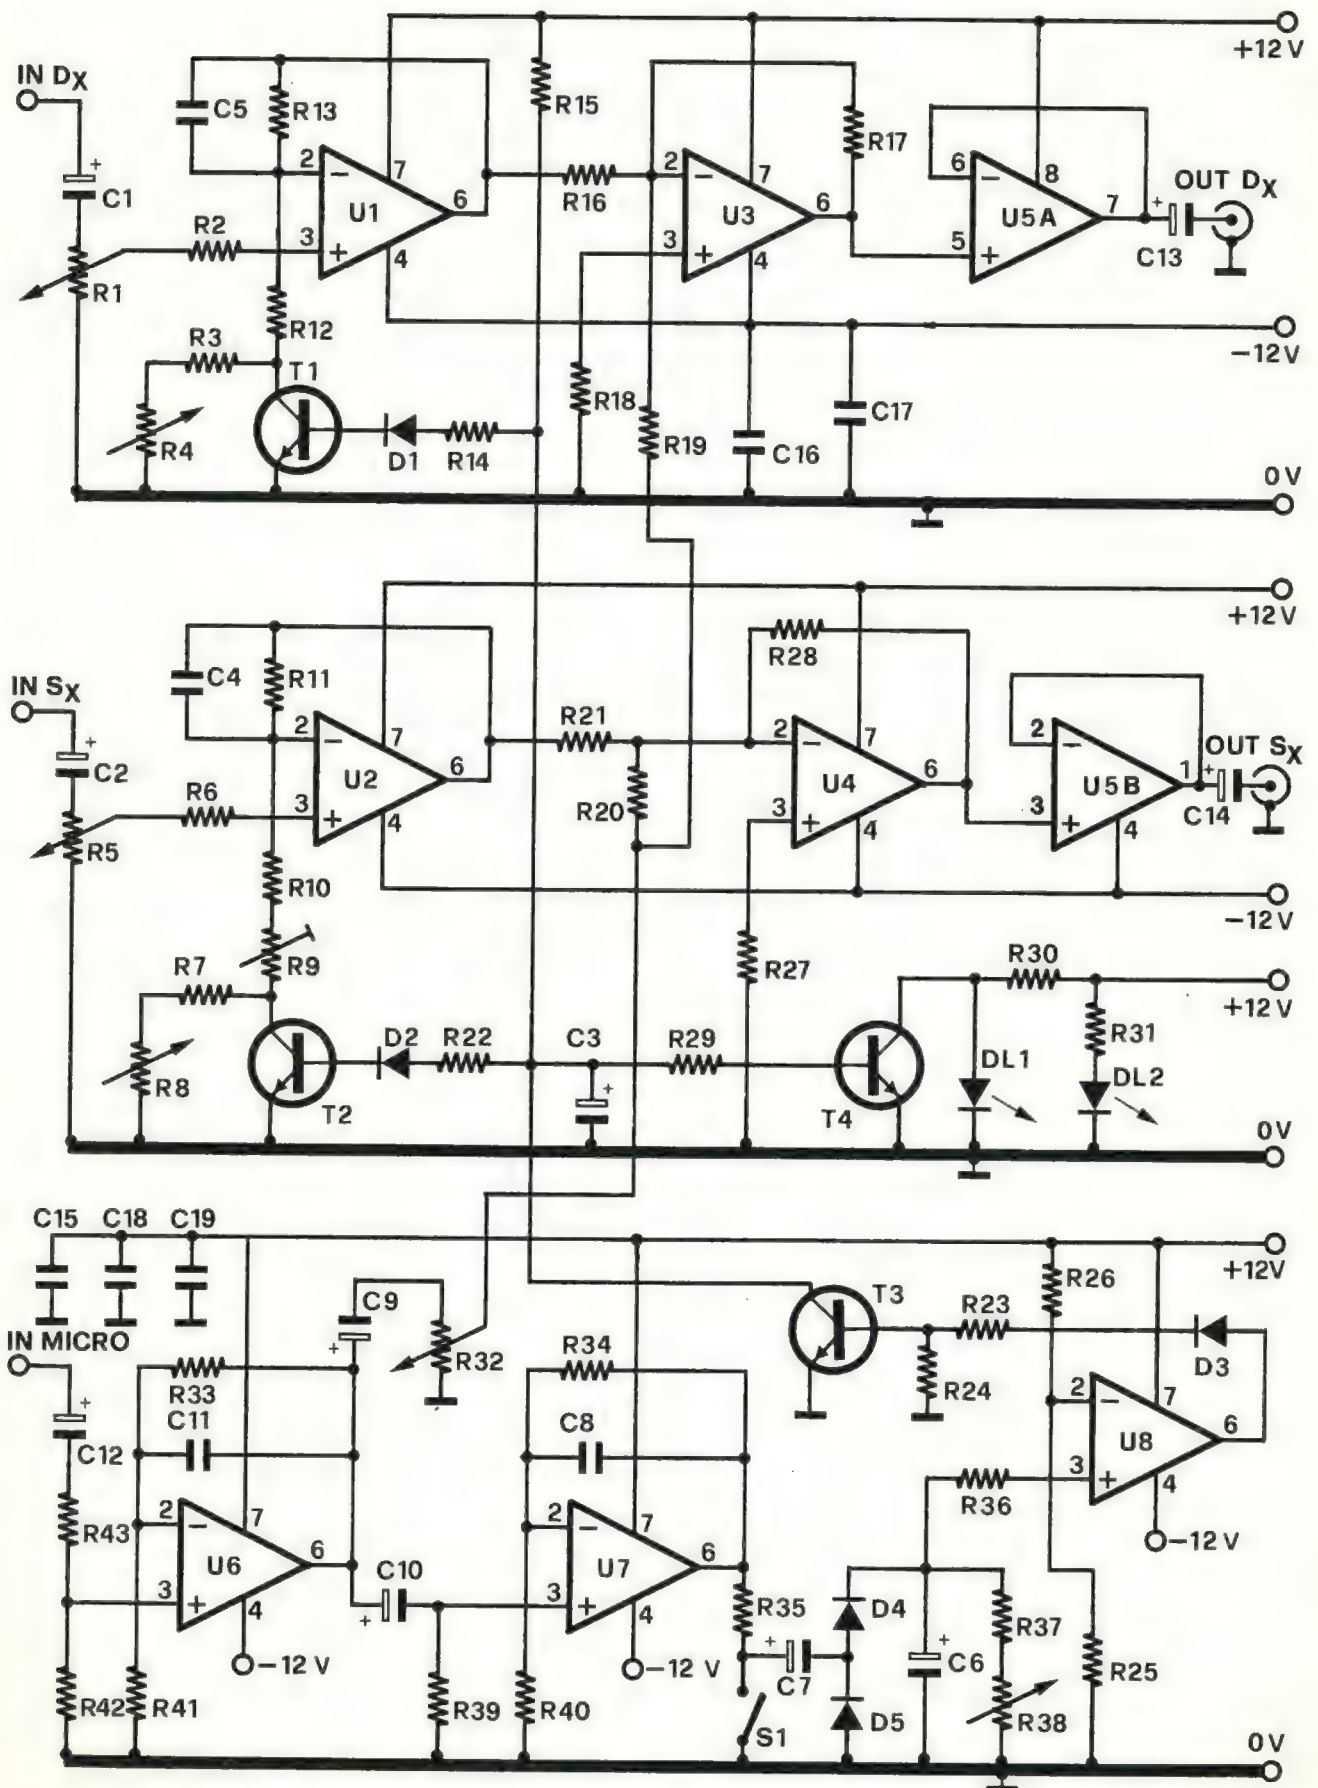 +12 V
IN DX
C5
R13
R15
R17
2
7
2
7
6
8
OUT DX
C1
U1
6
R16
U3
6
U5A
7
+
R2
3
4
3
4
5
C13
R1
R12
-12 V
R3
T1
R18
C17
R4
D1
R14
R19
C16
0 V
+12 V
R28
C4
R11
IN SX
R21
2
7
2
7
2
OUT SX
C2
U2
6
U4
6
U5B
1
R6
R20
3
4
3
4
3
4
C14
R5
R10
-12 V
R9
R27
R30
R7
+12 V
D2
R22
C3
R29
R31
DL1
DL2
R8
T2
T4
0 V
C15
C18
C19
+12V
R26
T3
R23
C9
IN MICRO
R34
R32
D3
R33
R24
C11
C8
2
7
C12
U8
6
3
R36
4
2
7
2
7
R43
U6
6
C10
U7
6
-12 V
3
4
3
4
R35
D4
R37
-12 V
-12 V
C6
R25
C7
R42
R41
R39
R40
D5
R38
S1
0 V